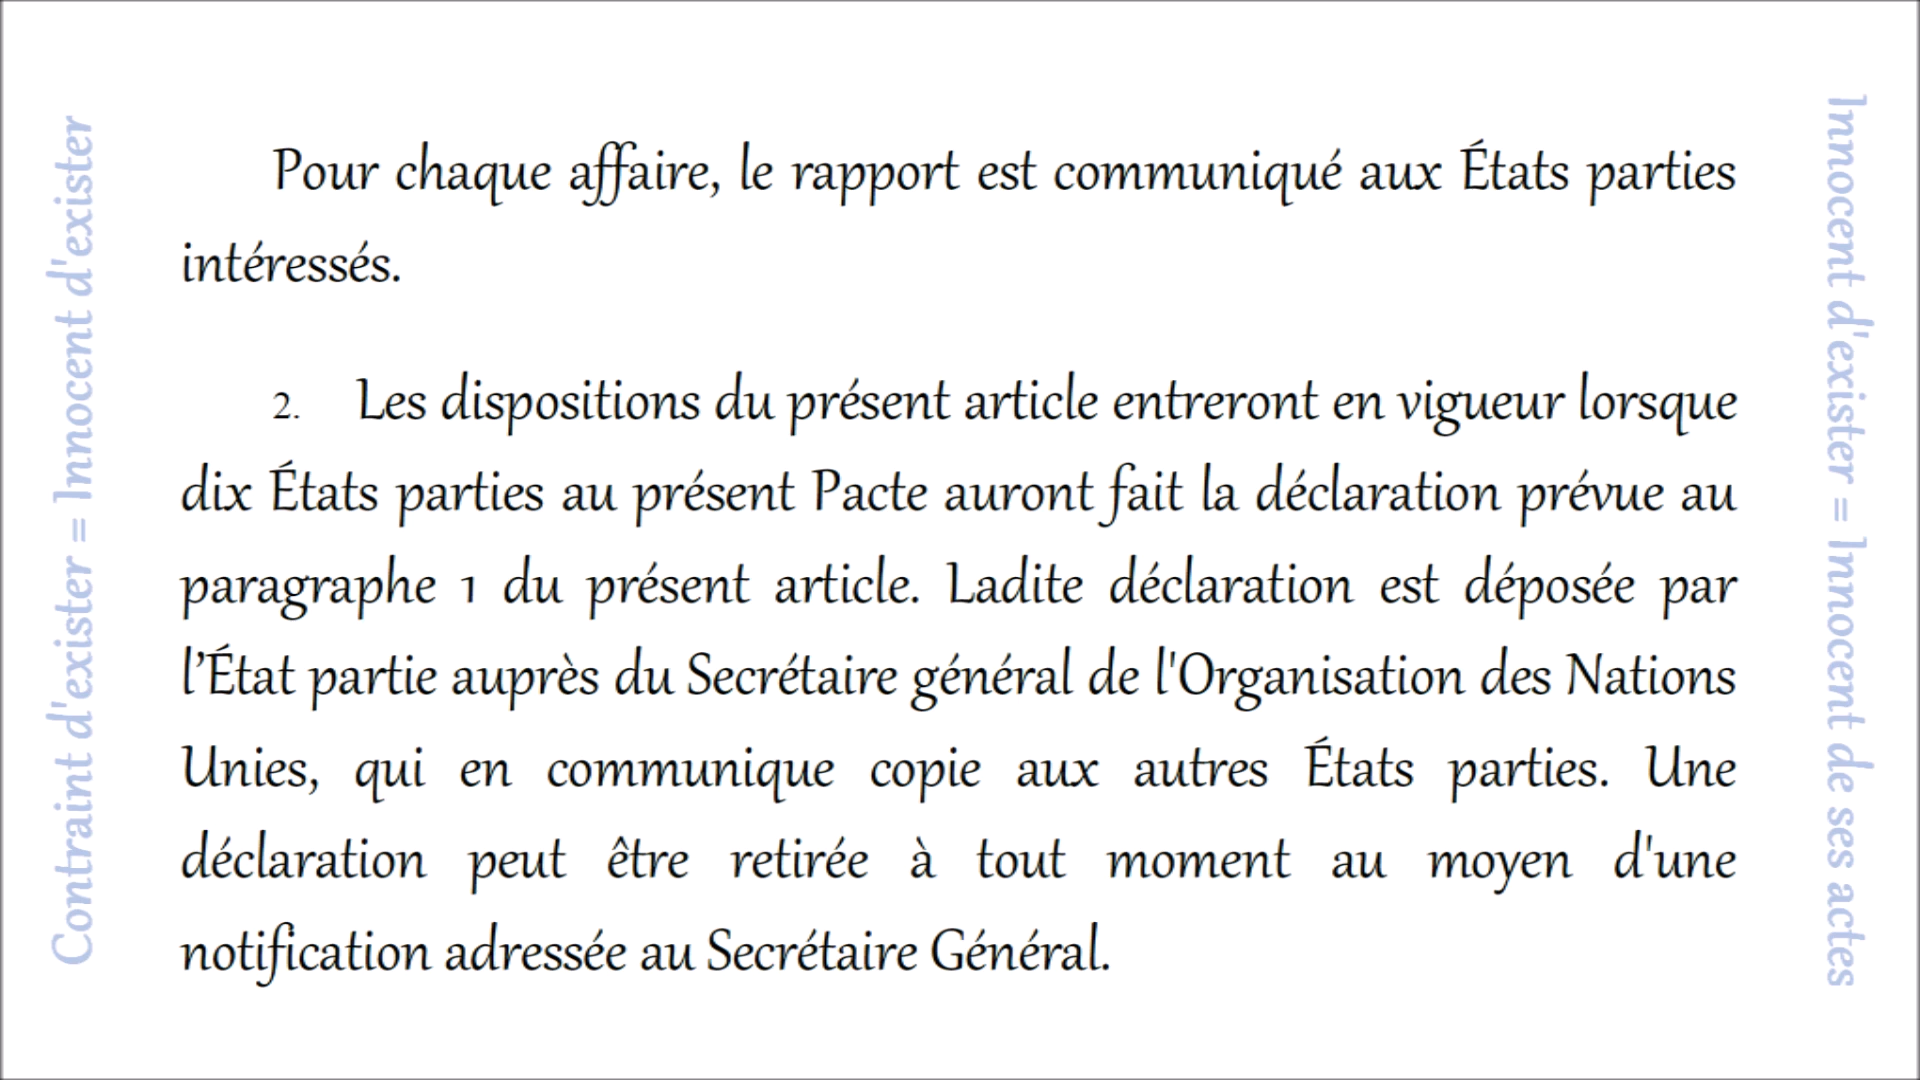 Contraint d'exister = Innocent d'exister
Pour chaque affaire, le rapport est communiqué aux États parties
intéressés.
2. Les dispositions du présent article entreront en vigueur lorsque
dix États parties au présent Pacte auront fait la déclaration prévue au
paragraphe 1 du présent article. Ladite déclaration est déposée par
l’État partie auprès du Secrétaire général de l'Organisation des Nations
Unies, qui en communique copie aux autres États parties. Une
déclaration peut être retirée à tout moment au moyen d'une
notification adressée au Secrétaire Général.
Innocent d'exister = Innocent de ses actes